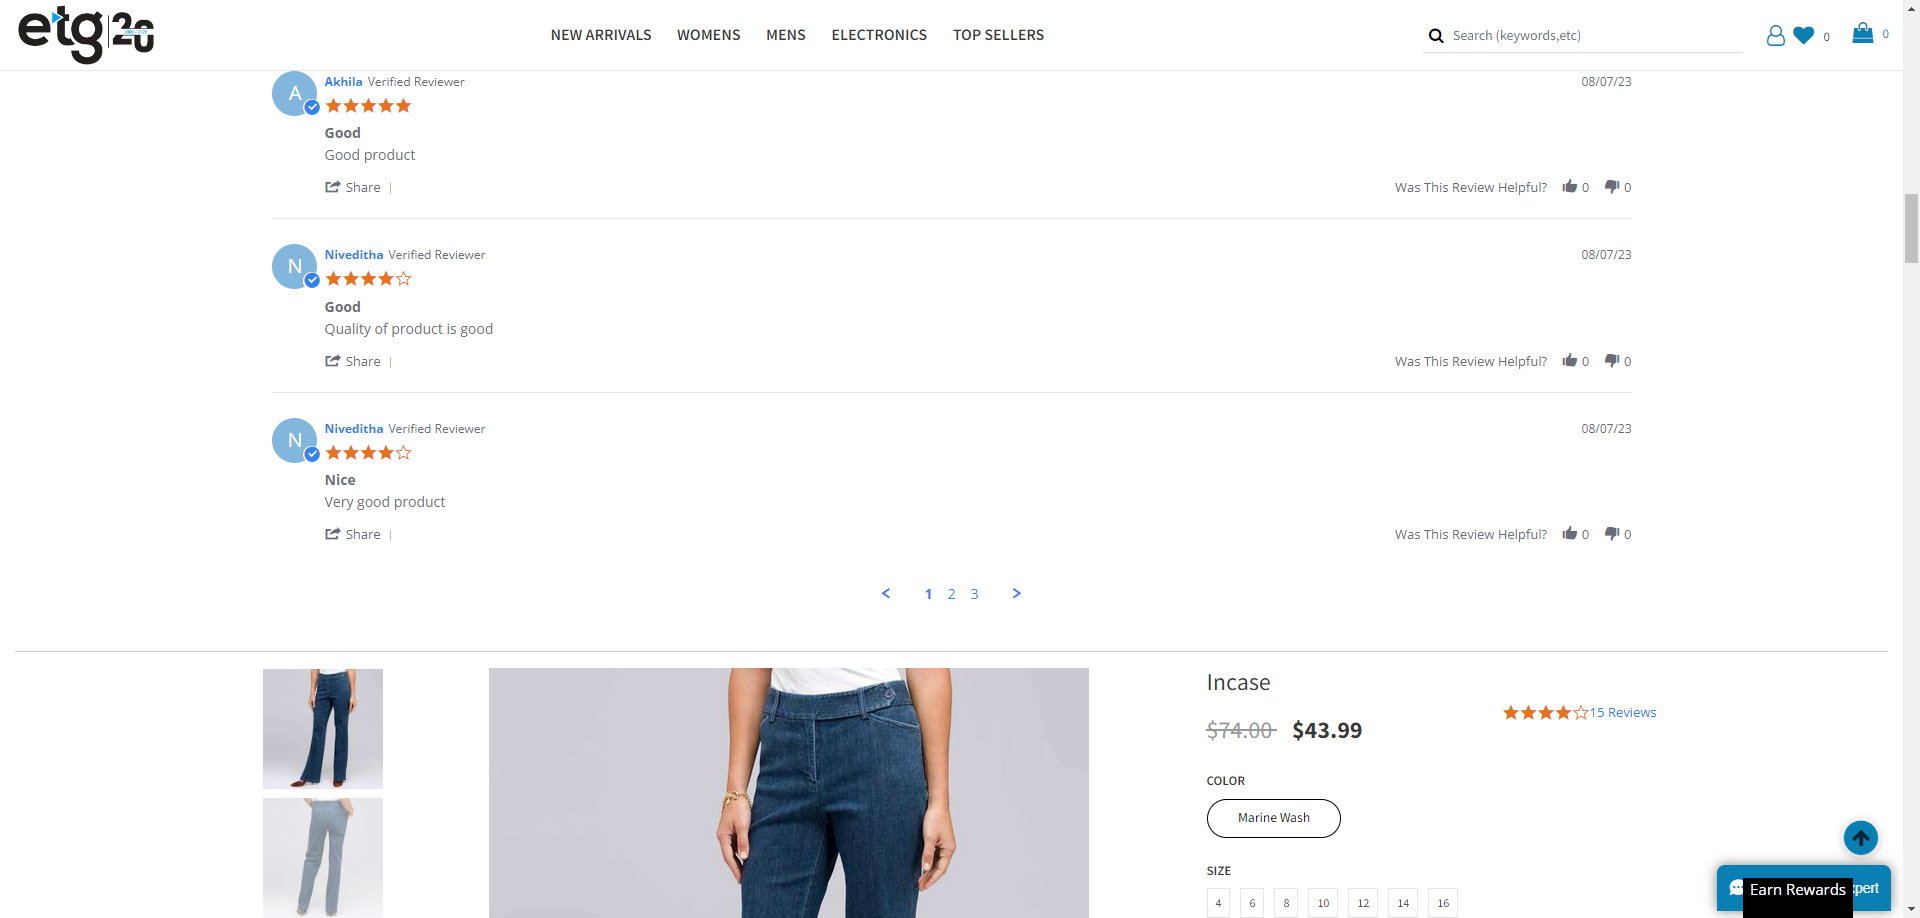 etg 20
2000 - 2020
NEW ARRIVALS WOMENS MENS ELECTRONICS TOP SELLERS
Search (keywords,etc)
0
0
A
Akhila Verified Reviewer
08/07/23
Good
Good product
Share |
Was This Review Helpful? 0 0
N
Niveditha Verified Reviewer
08/07/23
Good
Quality of product is good
Share |
Was This Review Helpful? 0 0
N
Niveditha Verified Reviewer
08/07/23
Nice
Very good product
Share |
Was This Review Helpful? 0 0
< 1 2 3 >
Incase
$74.00 $43.99
15 Reviews
COLOR
Marine Wash
SIZE
4 6 8 10 12 14 16
Earn Rewards
xpert